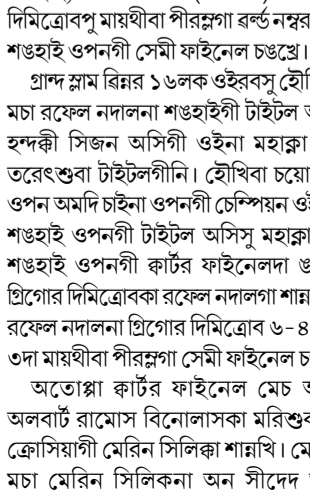 দিমিত্রোবপু মায়থীবা পীরম্লগা ৱর্ল্ড নম্বর
শঙহাই ওপনগী সেমী ফাইনেল চঙখ্রে।
গ্রান্দ স্লাম ৱিন্নর ১৬লক ওইরবসু হৌ
মচা রফেল নদালনা শঙহাইগী টাইটল
হন্দক্কী সিজন অসিগী ওইনা মহাক্না
তরেৎশুবা টাইটলগীনি। হৌখিবা চয়ো
ওপন অমদি চাইনা ওপনগী চেম্পিয়ন
শঙহাই ওপনগী টাইটল অসিসু মহাক্না
শঙহাই ওপনগী ক্বার্টর ফাইনেলদা
গ্রিগোর দিমিত্রোবকা রফেল নদালগা শান্ন
রফেল নদালনা গ্রিগোর দিমিত্রোব ৬-৪
৩দা মায়থীবা পীরম্লগা সেমী ফাইনেল চ
অতোপ্পা ক্বার্টর ফাইনেল মেচ
অলবার্ট রামোস বিনোলাসকা মরিশুব
ক্রোসিয়াগী মেরিন সিলিক্কা শান্নখি। মে
মচা মেরিন সিলিকনা অন সীদেদ